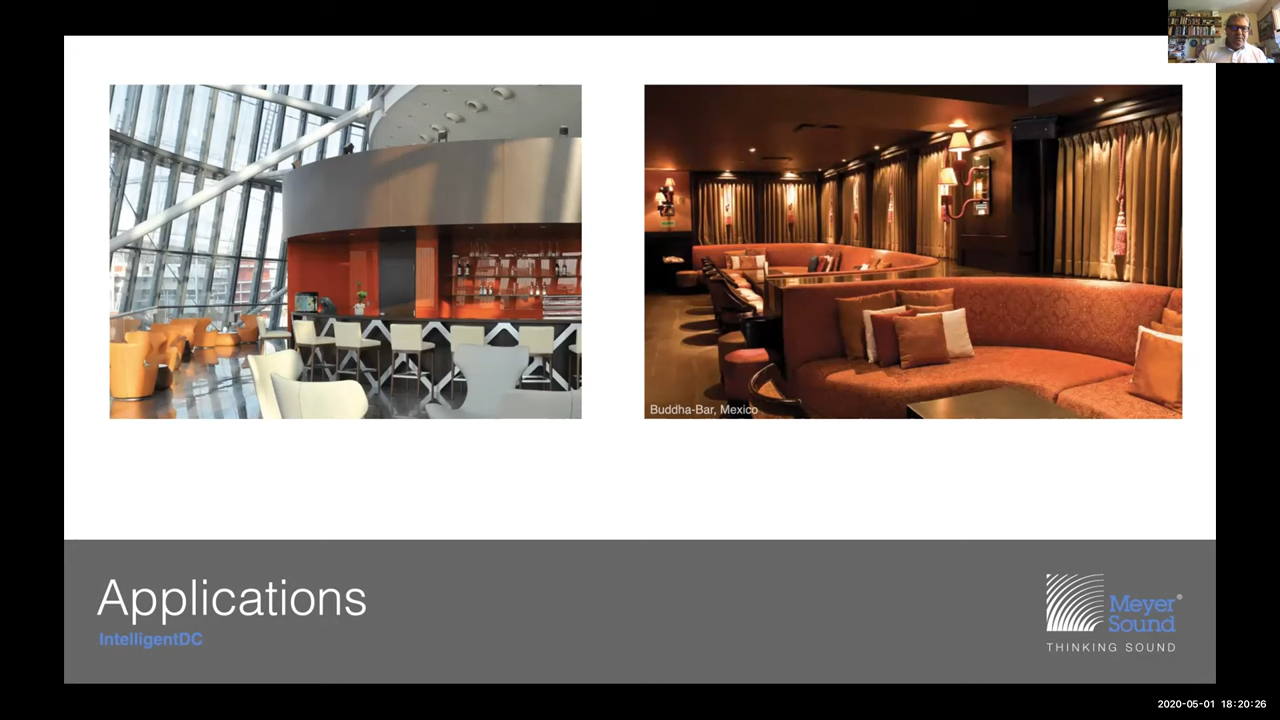 Buddha-Bar, Mexico
Applications
IntelligentDC
Meyer®
Sound
THINKING SOUND
2020-05-01 18:20:26